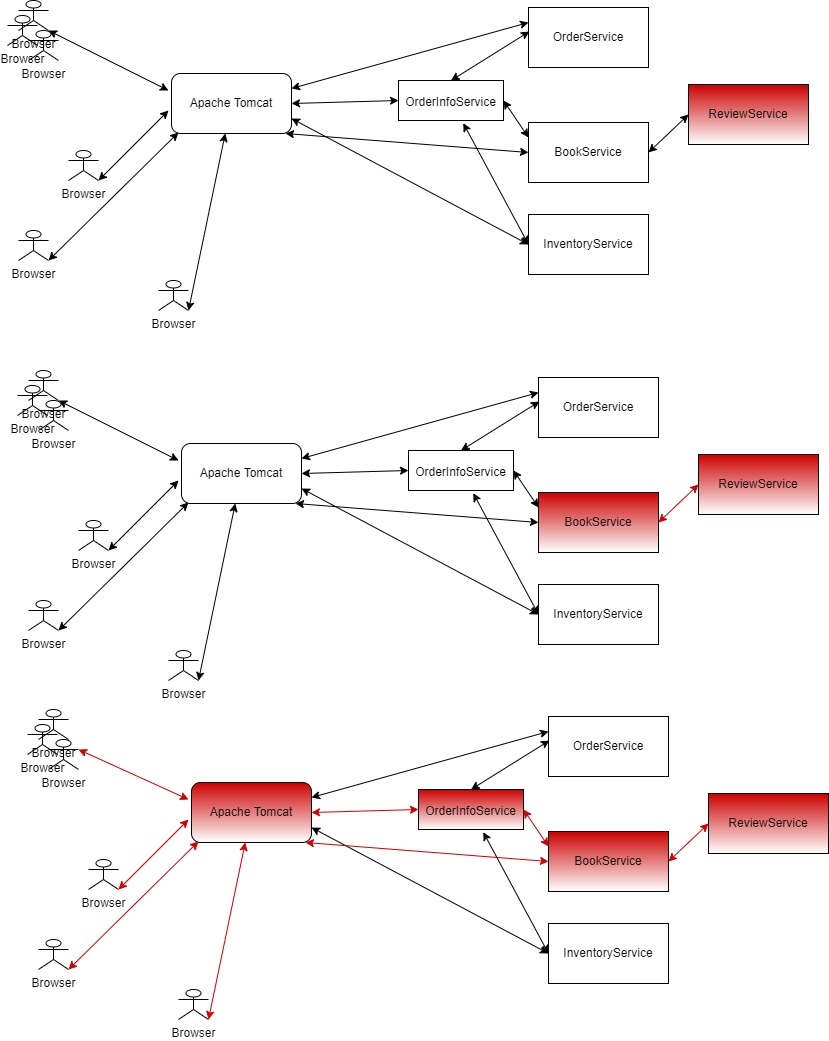 OrderService
Browser
Browser
Browser
Apache Tomcat
OrderInfoService
ReviewService
BookService
Browser
InventoryService
Browser
Browser
OrderService
Browser
Browser
Browser
Apache Tomcat
OrderInfoService
ReviewService
BookService
Browser
InventoryService
Browser
Browser
OrderService
Browser
Browser
Browser
Apache Tomcat
OrderInfoService
ReviewService
BookService
Browser
InventoryService
Browser
Browser